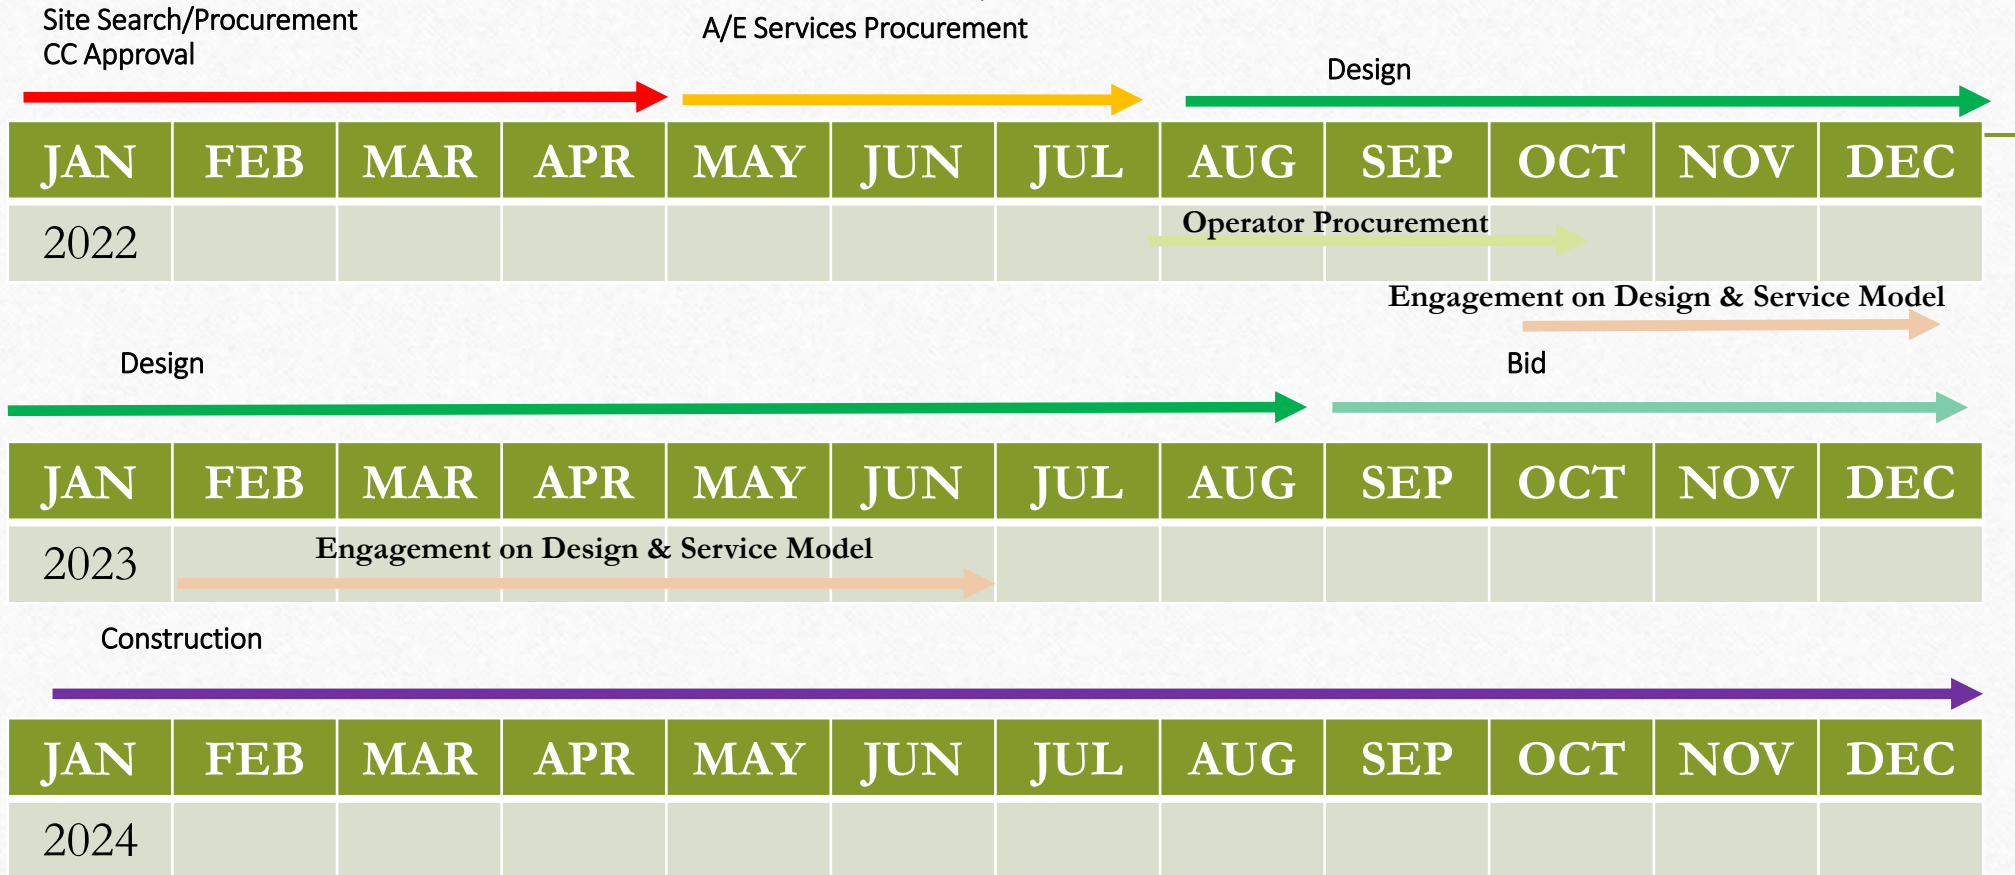 Site Search/Procurement
CC Approval
A/E Services Procurement
Design
JAN FEB MAR APR MAY JUN JUL AUG SEP OCT NOV DEC
2022
Operator Procurement
Engagement on Design & Service Model
Design
Bid
JAN FEB MAR APR MAY JUN JUL AUG SEP OCT NOV DEC
2023
Engagement on Design & Service Model
Construction
JAN FEB MAR APR MAY JUN JUL AUG SEP OCT NOV DEC
2024